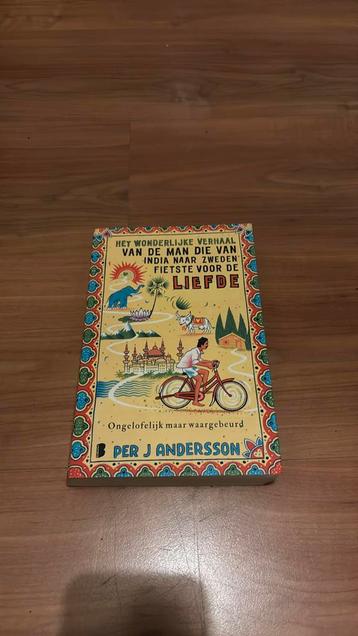 HET WONDERLIJKE VERHAAL
VAN DE MAN DIE VAN
INDIA NAAR ZWEDEN
FIETSTE VOOR DE
LIEFDE
Ongelofelijk maar waargebeurd
B PER J ANDERSSON